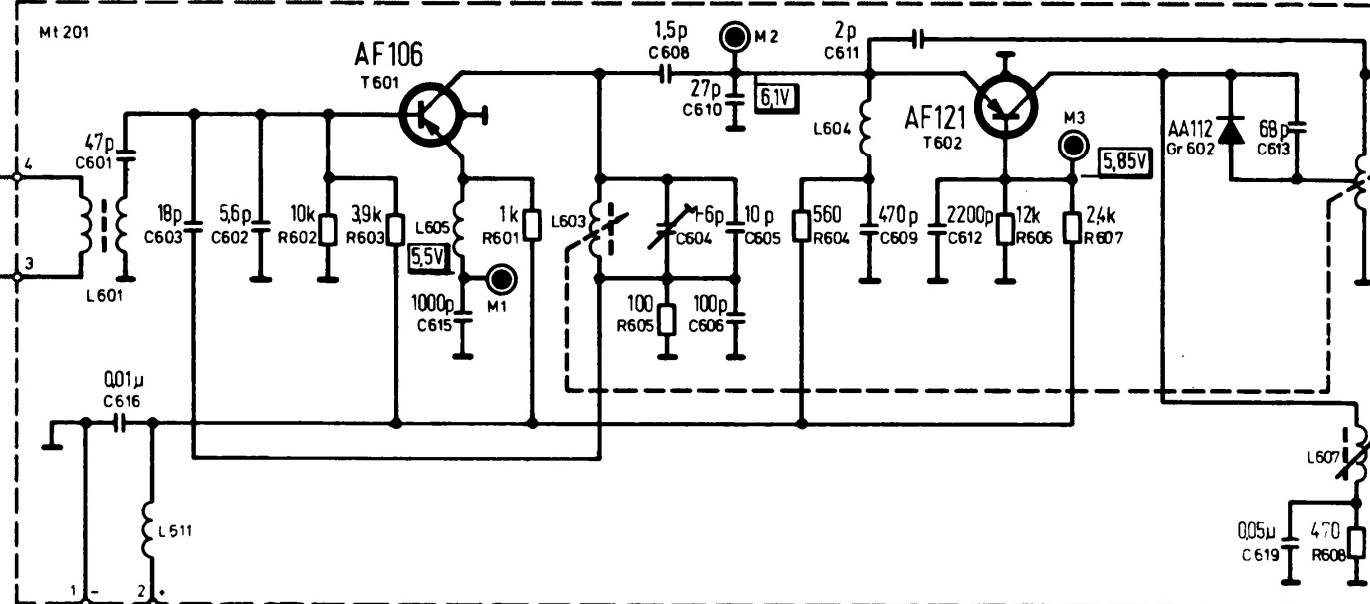 Mt 201
AF106
T601
1,5p
C608
M2
2p
C611
27p
C610
6,1V
L604
AF121
T602
M3
5,85V
AA112
Gr 602
68p
C613
4
47p
C601
18p
C603
5,6p
C602
10k
R602
3,9k
R603
L605
5,5V
1k
R601
L603
1-6p
C604
10p
C605
560
R604
470p
C609
2200p
C612
12k
R606
2,4k
R607
3
L601
1000p
C615
M1
100
R605
100p
C606
0,01µ
C616
L607
L611
0,05µ
C619
470
R608
1 -
2 +